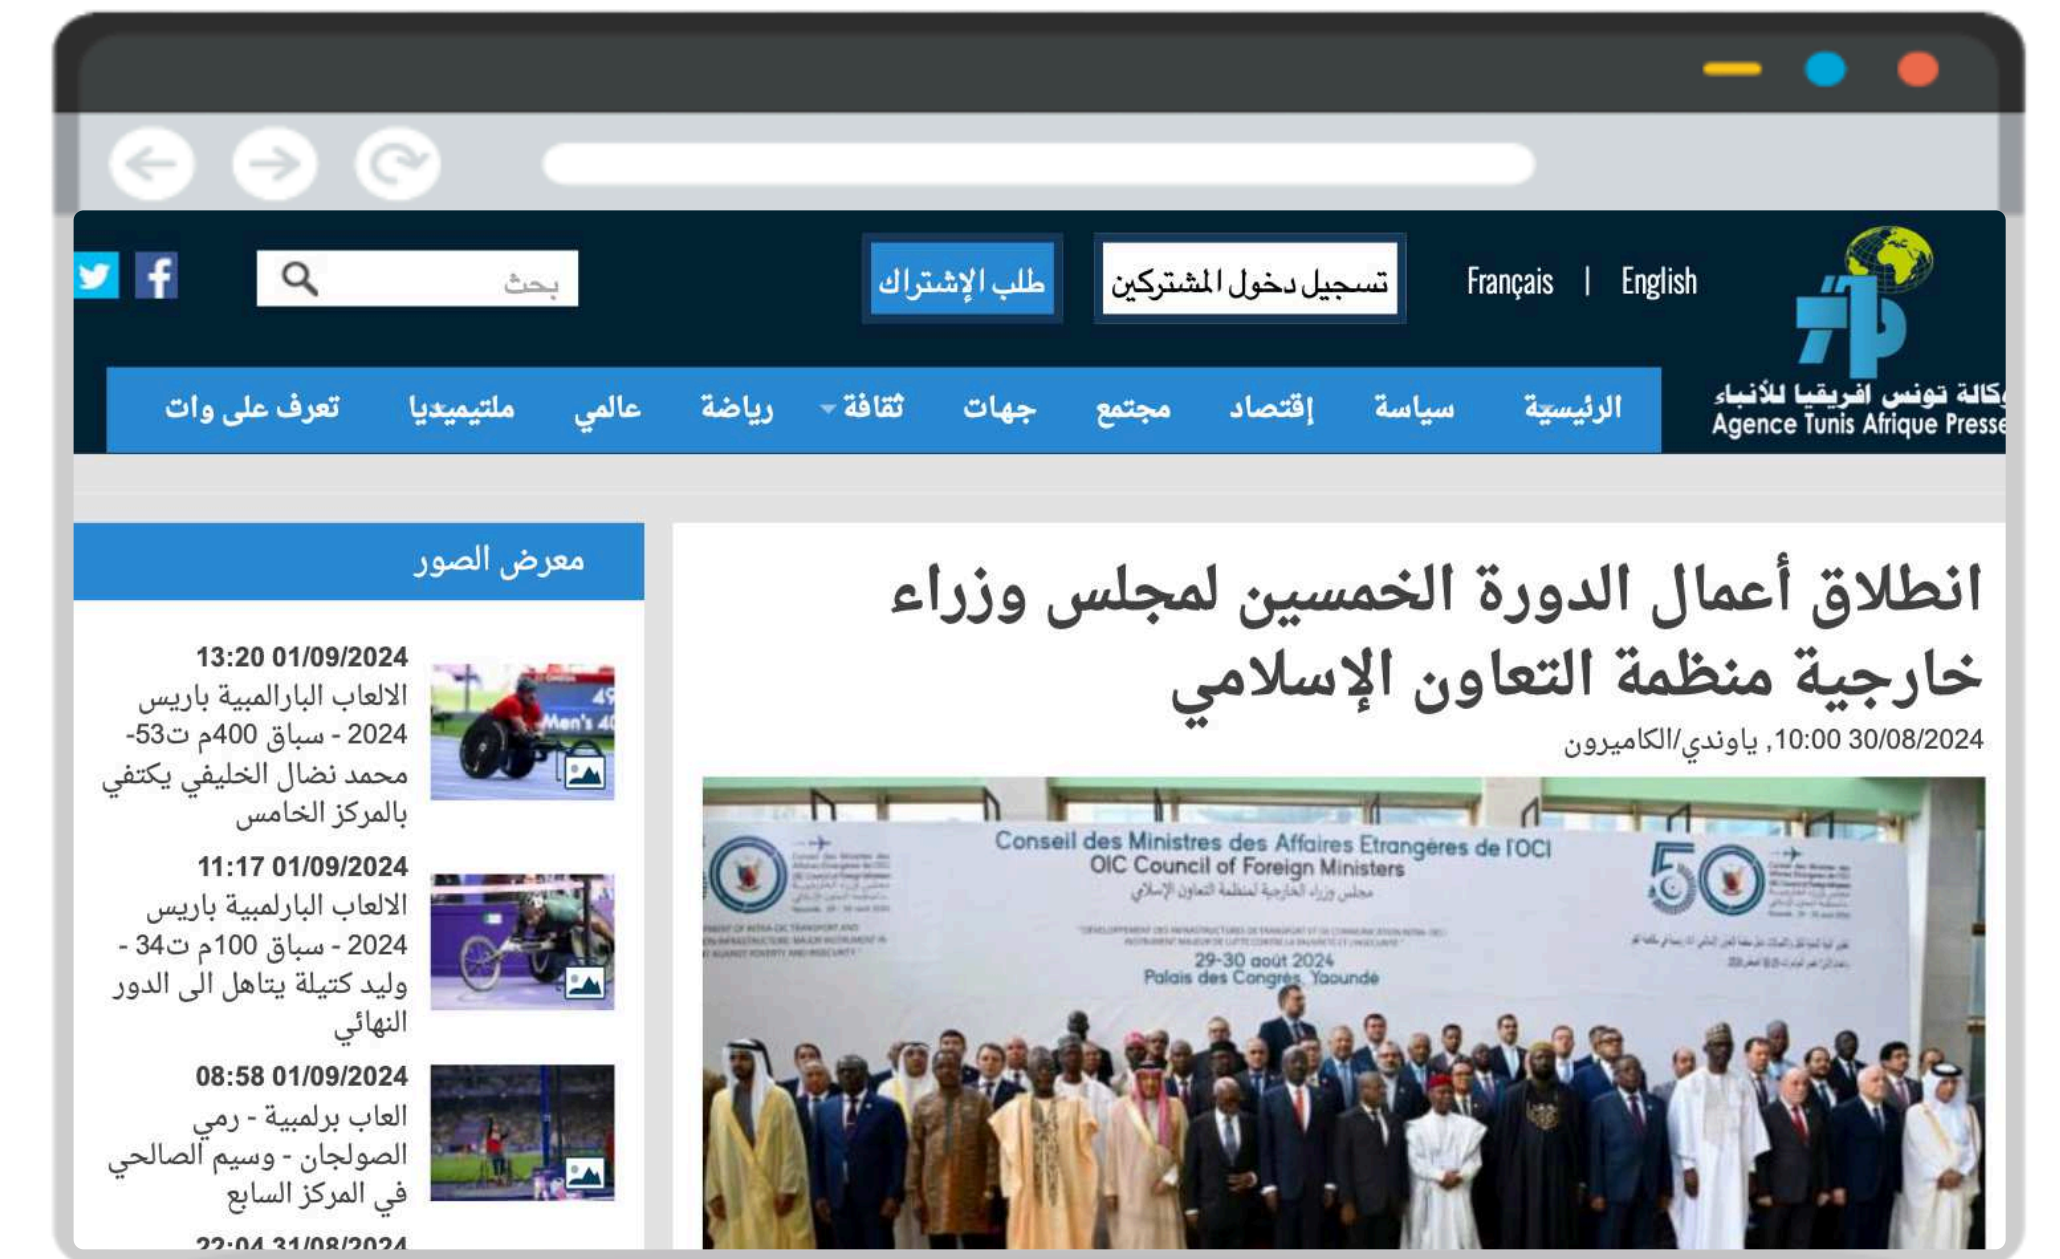 English | Français
تسجيل دخول المشتركين
طلب الإشتراك
بحث
وكالة تونس افريقيا للأنباء
Agence Tunis Afrique Presse
الرئيسية
سياسة
إقتصاد
مجتمع
جهات
ثقافة
رياضة
عالمي
ملتيميديا
تعرف على وات
انطلاق أعمال الدورة الخمسين لمجلس وزراء
خارجية منظمة التعاون الإسلامي
30/08/2024 10:00, ياوندي/الكاميرون
Conseil des Ministres des Affaires Etrangères de l'OCI
OIC Council of Foreign Ministers
مجلس وزراء الخارجية لمنظمة التعاون الإسلامي
29-30 août 2024
Palais des Congrès, Yaounde
50
معرض الصور
01/09/2024 13:20
الالعاب البارالمبية باريس
2024 - سباق 400م ت53-
محمد نضال الخليفي يكتفي
بالمركز الخامس
49
Men's 40
01/09/2024 11:17
الالعاب البارلمبية باريس
2024 - سباق 100م ت34 -
وليد كتيلة يتاهل الى الدور
النهائي
01/09/2024 08:58
العاب برلمبية - رمي
الصولجان - وسيم الصالحي
في المركز السابع
31/08/2024 22:04